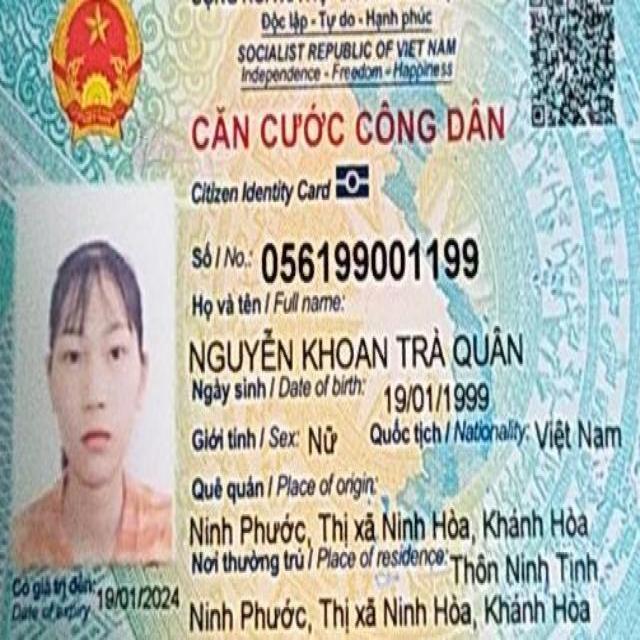 Độc lập - Tự do - Hạnh phúc
SOCIALIST REPUBLIC OF VIET NAM
Independence - Freedom - Happiness
CĂN CƯỚC CÔNG DÂN
Citizen Identity Card
Số / No.: 056199001199
Họ và tên / Full name:
NGUYỄN KHOAN TRÀ QUÂN
Ngày sinh / Date of birth: 19/01/1999
Giới tính / Sex: Nữ Quốc tịch / Nationality: Việt Nam
Quê quán / Place of origin:
Ninh Phước, Thị xã Ninh Hòa, Khánh Hòa
Nơi thường trú / Place of residence: Thôn Ninh Tịnh
Ninh Phước, Thị xã Ninh Hòa, Khánh Hòa
Có giá trị đến: 19/01/2024
Date of expiry